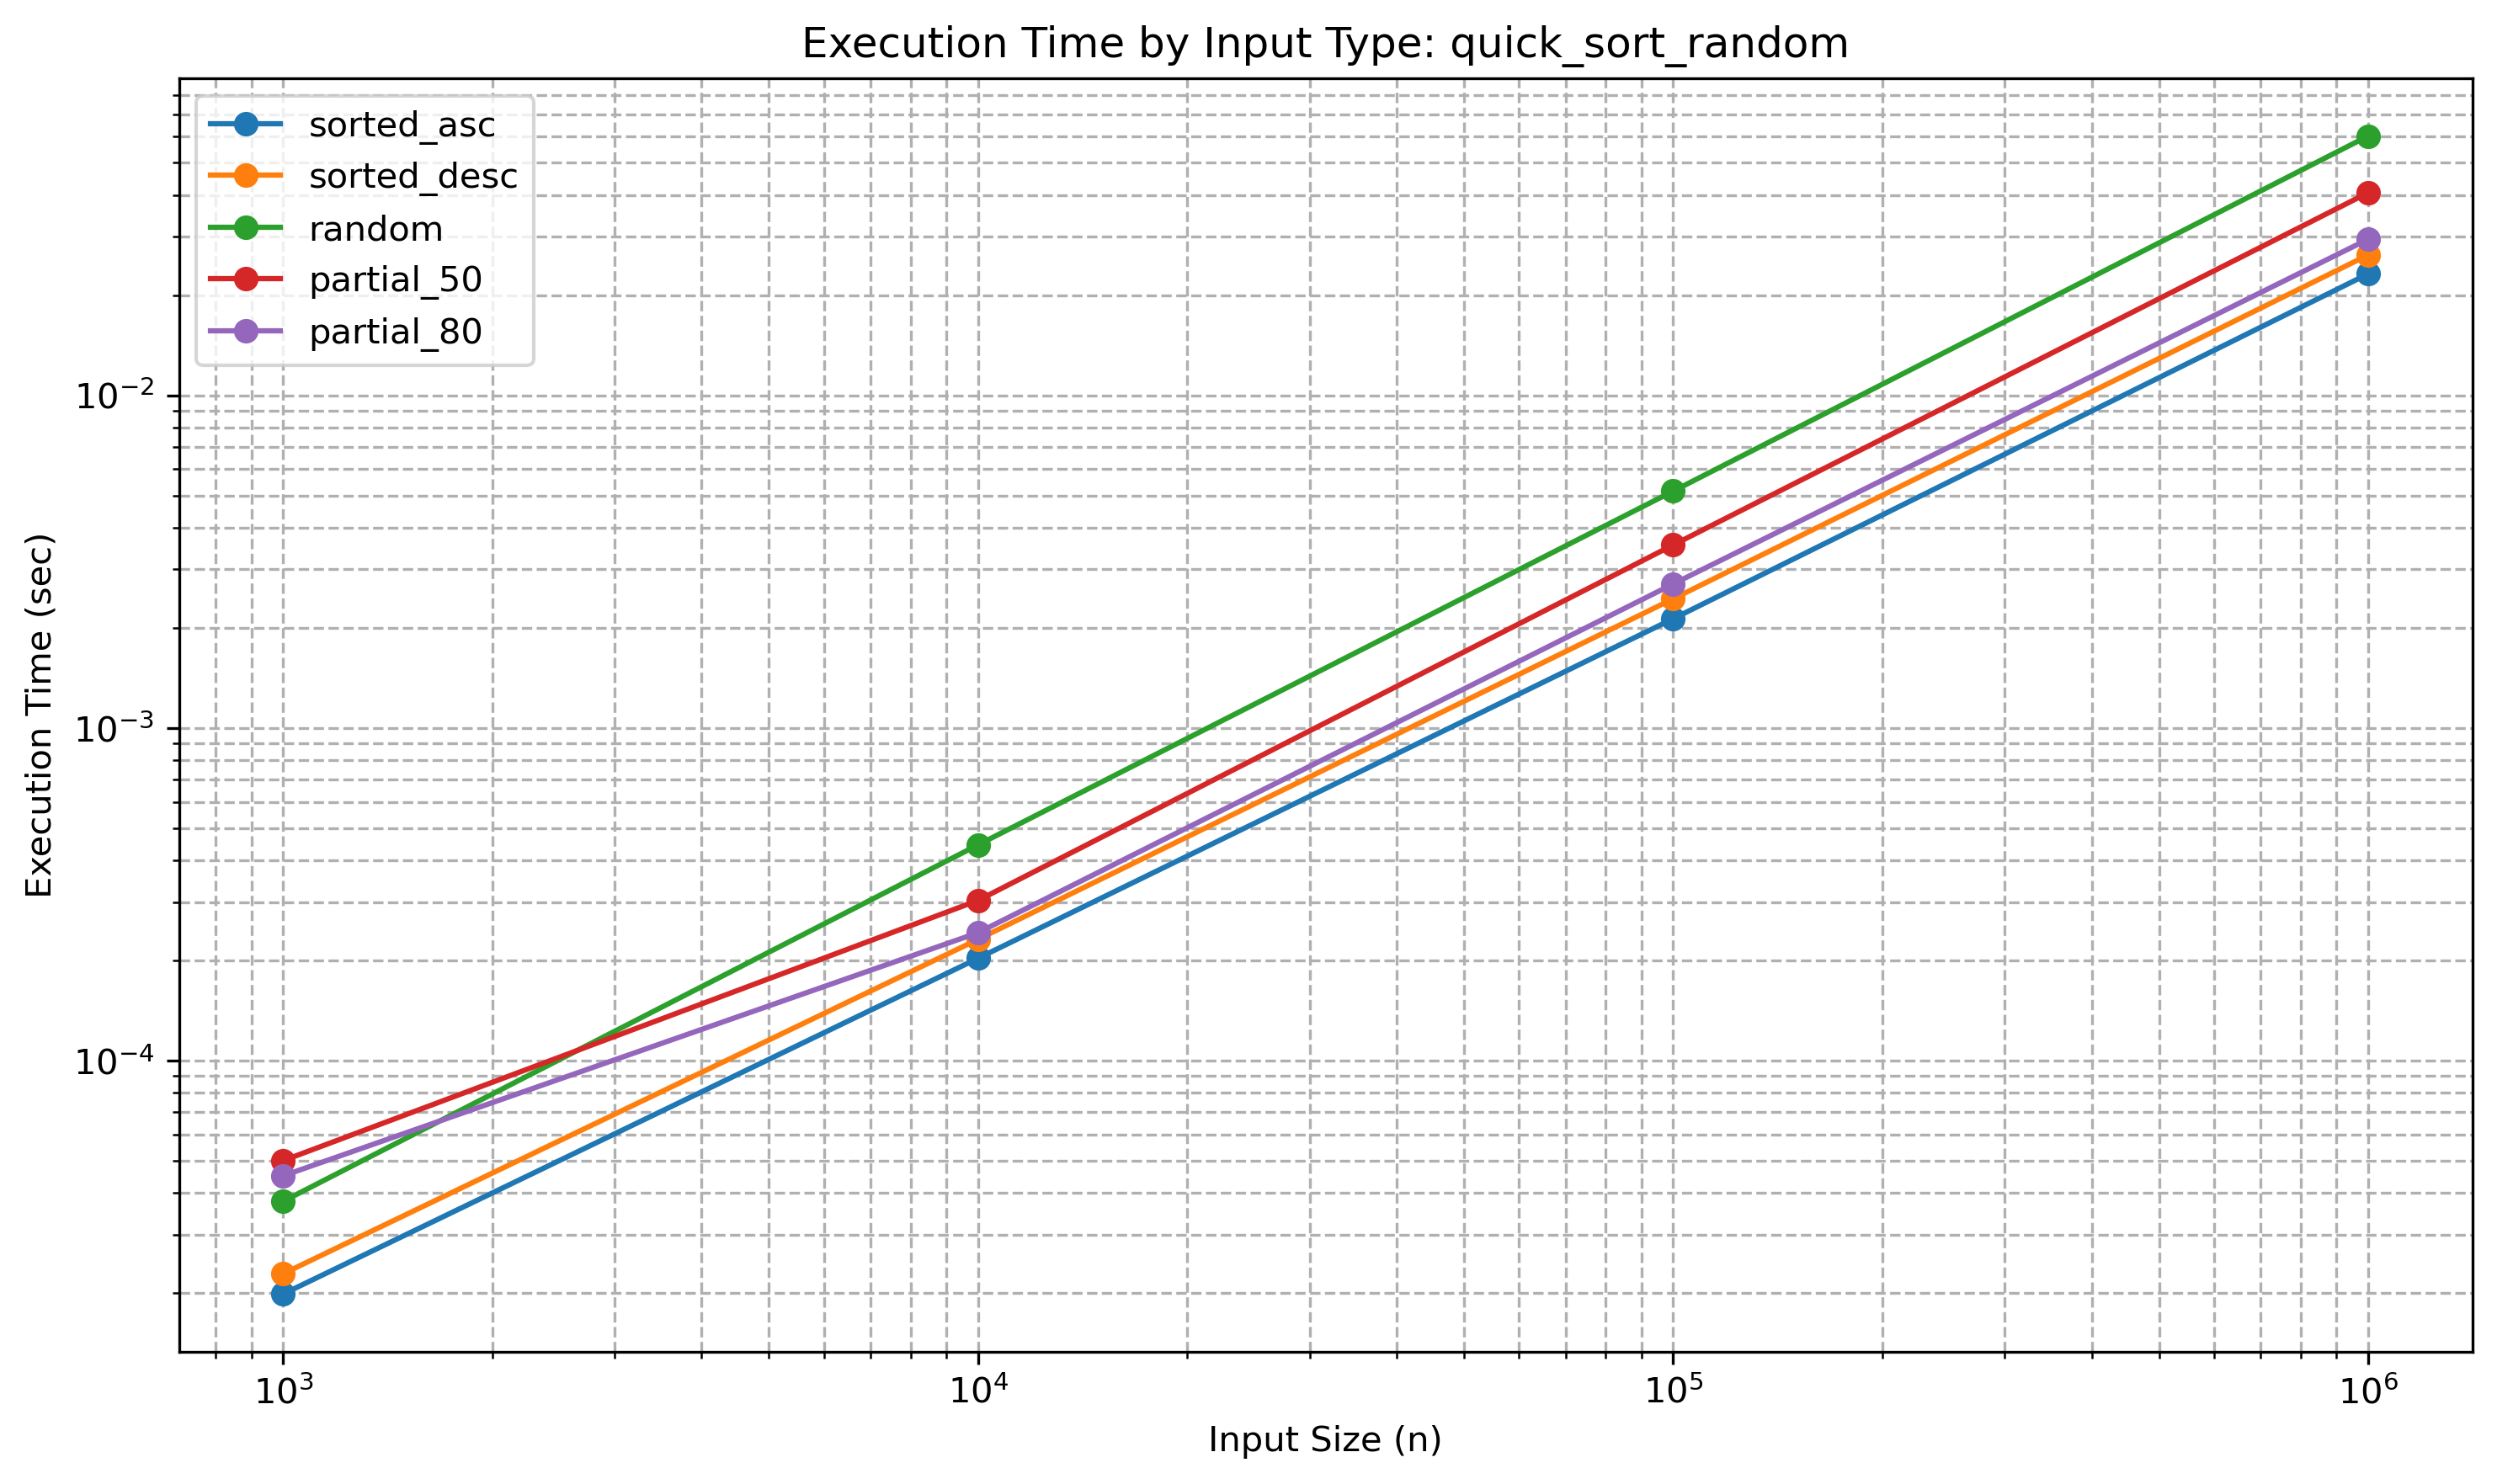 Execution Time by Input Type: quick_sort_random
sorted_asc
sorted_desc
random
partial_50
partial_80
Execution Time (sec)
10⁻²
10⁻³
10⁻⁴
10³ 10⁴ 10⁵ 10⁶
Input Size (n)